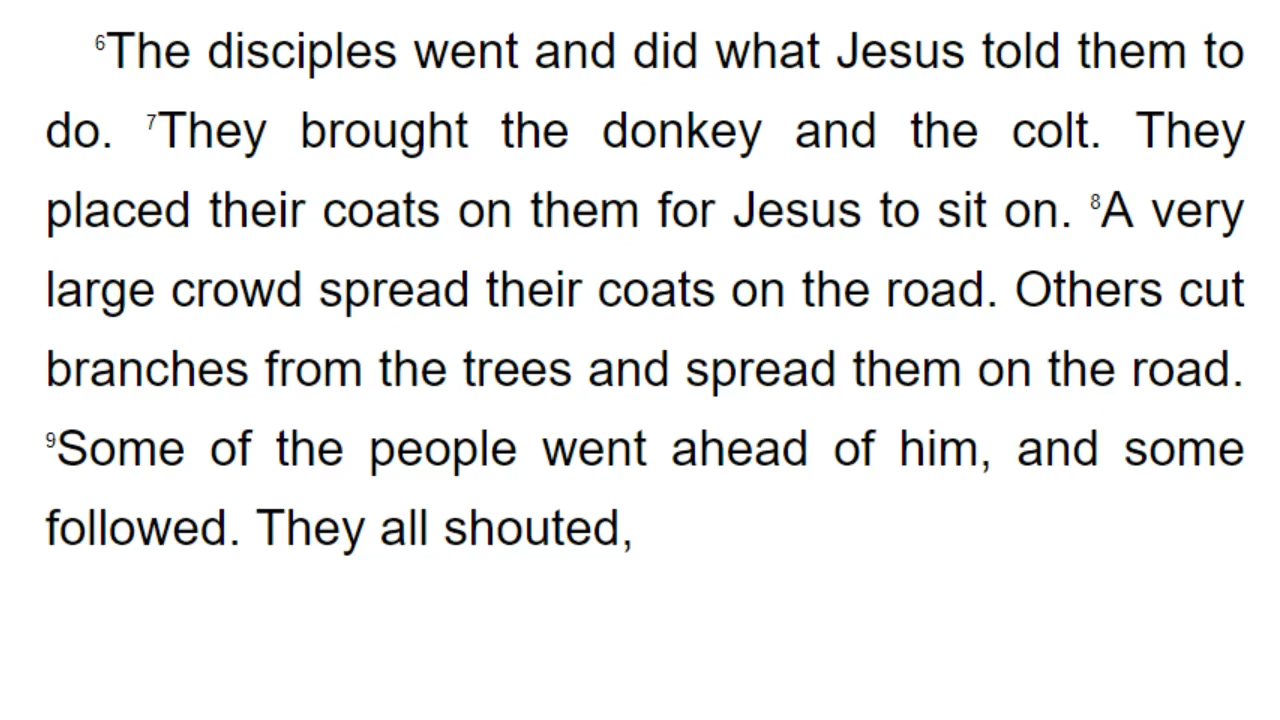 ⁶The disciples went and did what Jesus told them to
do. ⁷They brought the donkey and the colt. They
placed their coats on them for Jesus to sit on. ⁸A very
large crowd spread their coats on the road. Others cut
branches from the trees and spread them on the road.
⁹Some of the people went ahead of him, and some
followed. They all shouted,